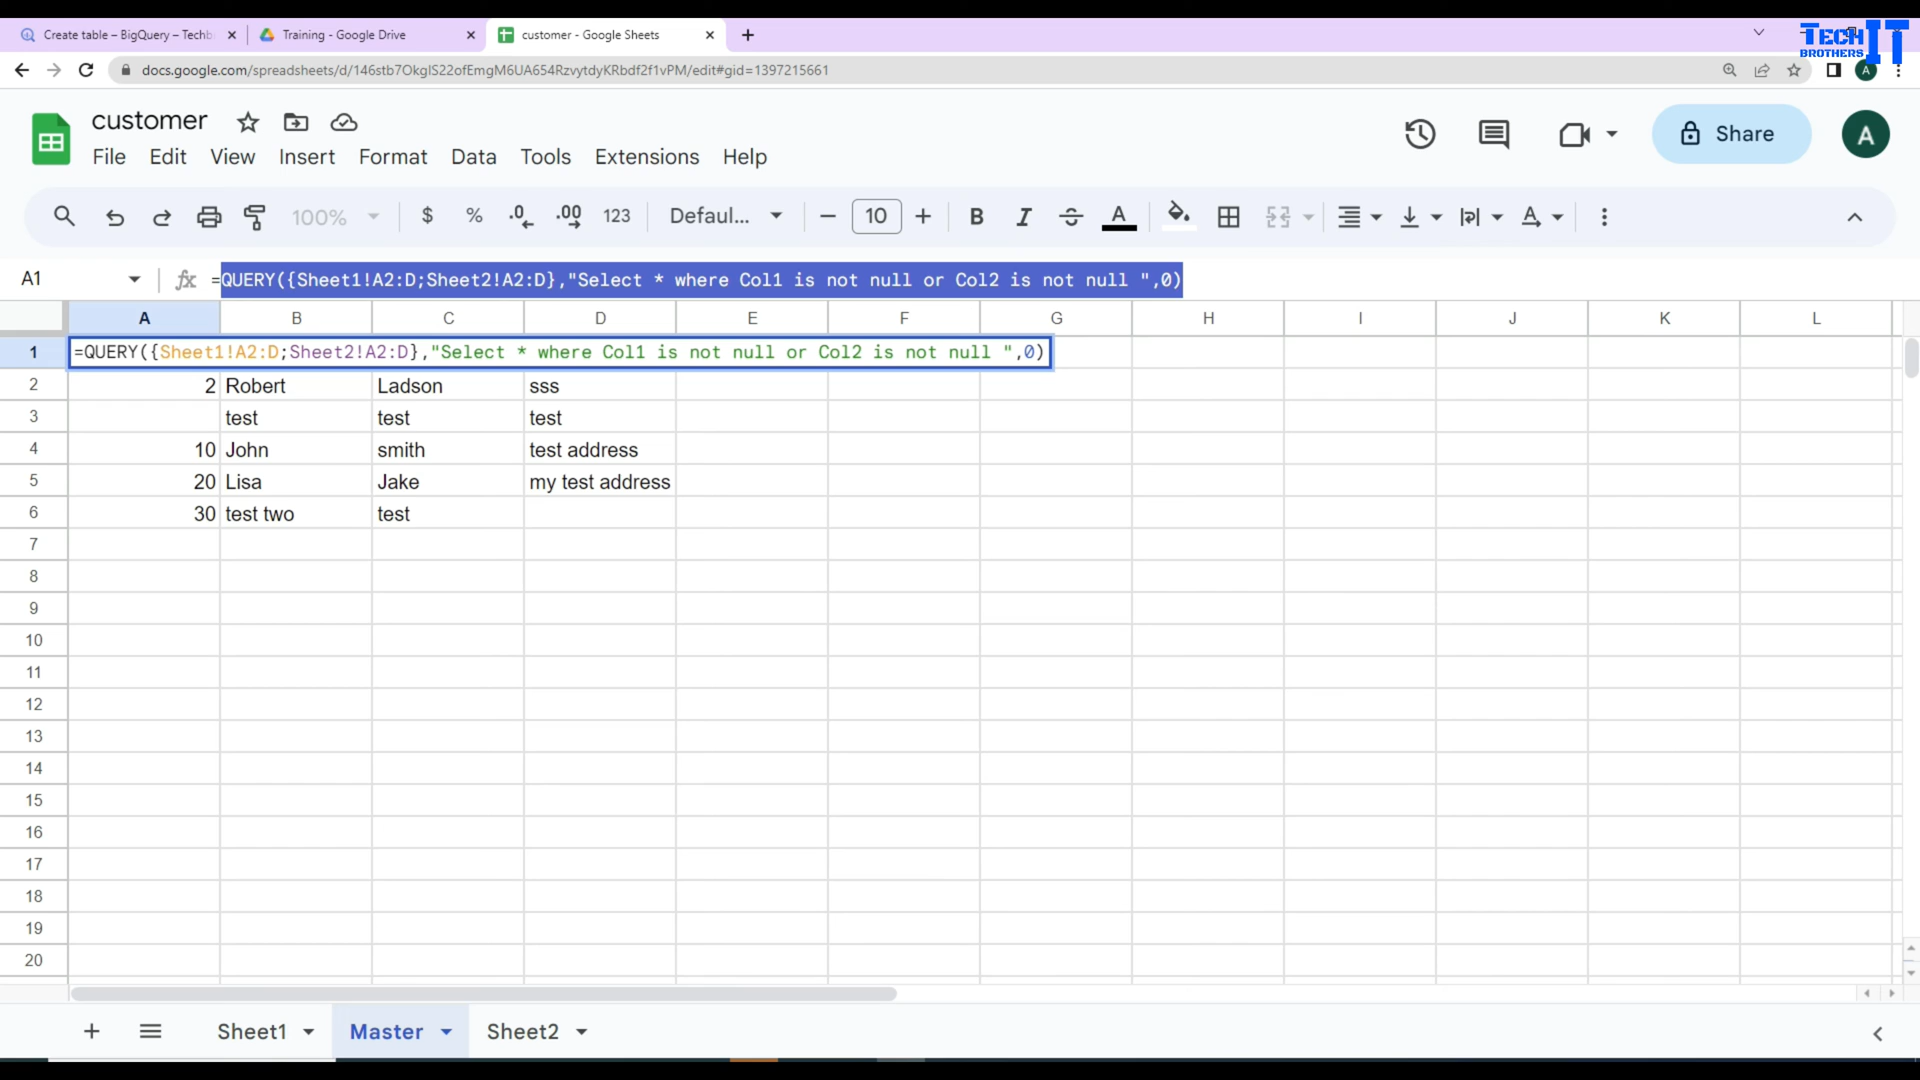 Create table – BigQuery – Techb
Training - Google Drive
customer - Google Sheets
TECH IT
BROTHERS
docs.google.com/spreadsheets/d/146stb7OkgIS22ofEmgM6UA654RzvytdyKRbdf2f1vPM/edit#gid=1397215661
A
customer
File Edit View Insert Format Data Tools Extensions Help
Share
A
100% $ % .0 .00 123 Defaul... − 10 + B I S A
A1 fx =QUERY({Sheet1!A2:D;Sheet2!A2:D},"Select * where Col1 is not null or Col2 is not null ",0)
A B C D E F G H I J K L
1 =QUERY({Sheet1!A2:D;Sheet2!A2:D},"Select * where Col1 is not null or Col2 is not null ",0)
2 2 Robert Ladson sss
3 test test test
4 10 John smith test address
5 20 Lisa Jake my test address
6 30 test two test
7
8
9
10
11
12
13
14
15
16
17
18
19
20
+ Sheet1 Master Sheet2